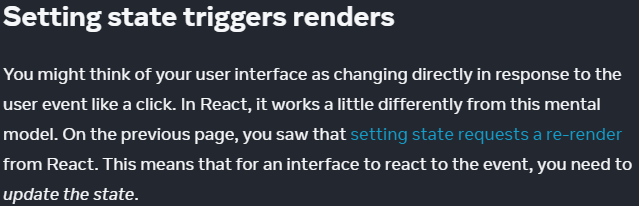 Setting state triggers renders
You might think of your user interface as changing directly in response to the
user event like a click. In React, it works a little differently from this mental
model. On the previous page, you saw that setting state requests a re-render
from React. This means that for an interface to react to the event, you need to
update the state.